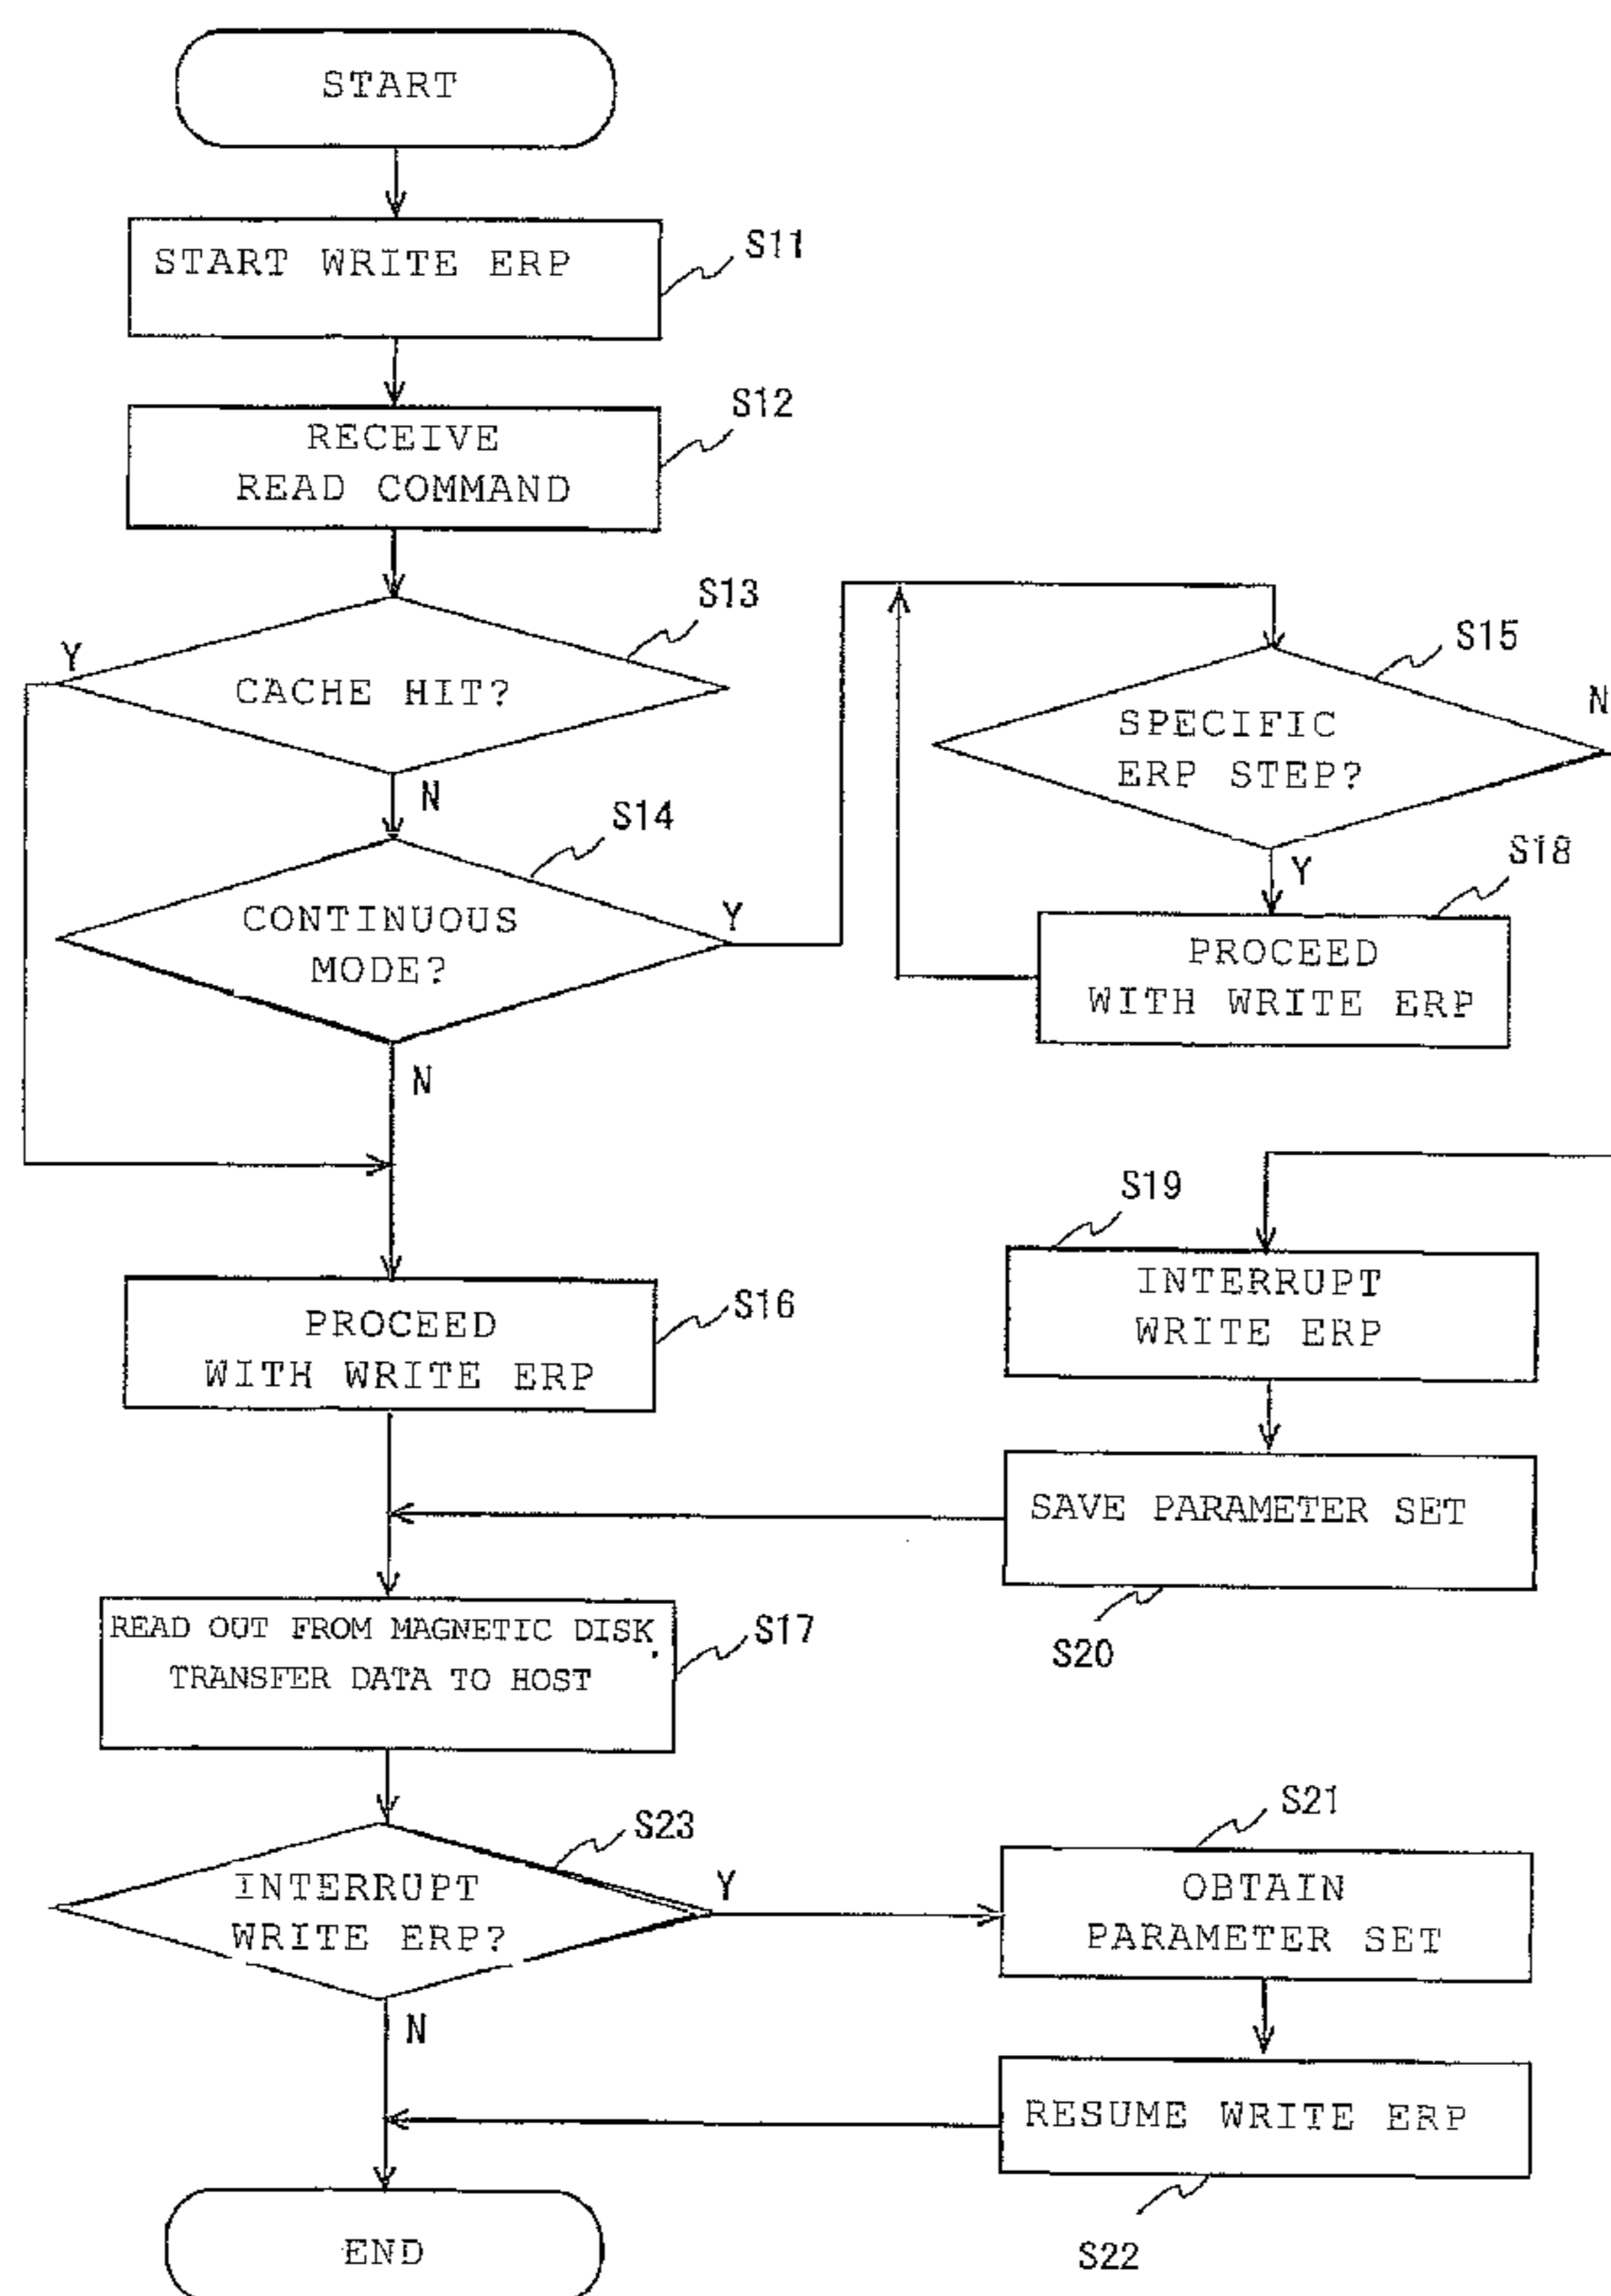 START
START WRITE ERP
S11
RECEIVE
READ COMMAND
S12
S13
Y
CACHE HIT?
N
S14
CONTINUOUS
MODE?
Y
N
S15
N
SPECIFIC
ERP STEP?
Y
S18
PROCEED
WITH WRITE ERP
S19
INTERRUPT
WRITE ERP
S16
PROCEED
WITH WRITE ERP
SAVE PARAMETER SET
S20
READ OUT FROM MAGNETIC DISK
TRANSFER DATA TO HOST
S17
S23
INTERRUPT
WRITE ERP?
Y
N
S21
OBTAIN
PARAMETER SET
RESUME WRITE ERP
S22
END